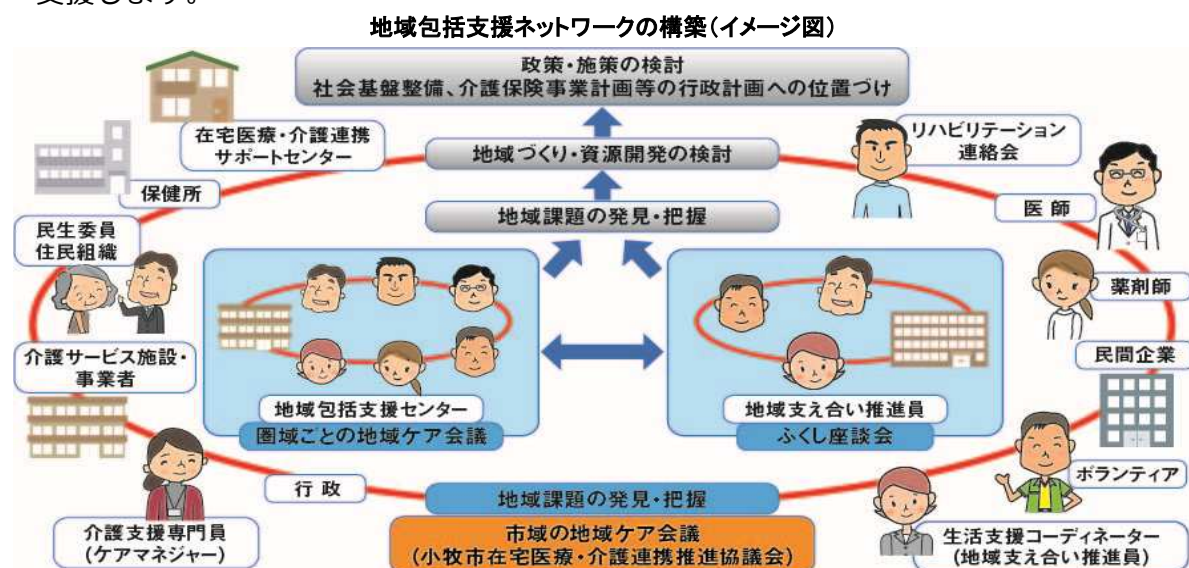 支援します。
地域包括支援ネットワークの構築（イメージ図）
政策・施策の検討
社会基盤整備、介護保険事業計画等の行政計画への位置づけ
在宅医療・介護連携
サポートセンター
地域づくり・資源開発の検討
リハビリテーション
連絡会
保健所
医師
地域課題の発見・把握
民生委員
住民組織
薬剤師
介護サービス施設・
事業者
民間企業
地域包括支援センター
圏域ごとの地域ケア会議
地域支え合い推進員
ふくし座談会
行政
地域課題の発見・把握
ボランティア
介護支援専門員
（ケアマネジャー）
市域の地域ケア会議
（小牧市在宅医療・介護連携推進協議会）
生活支援コーディネーター
（地域支え合い推進員）